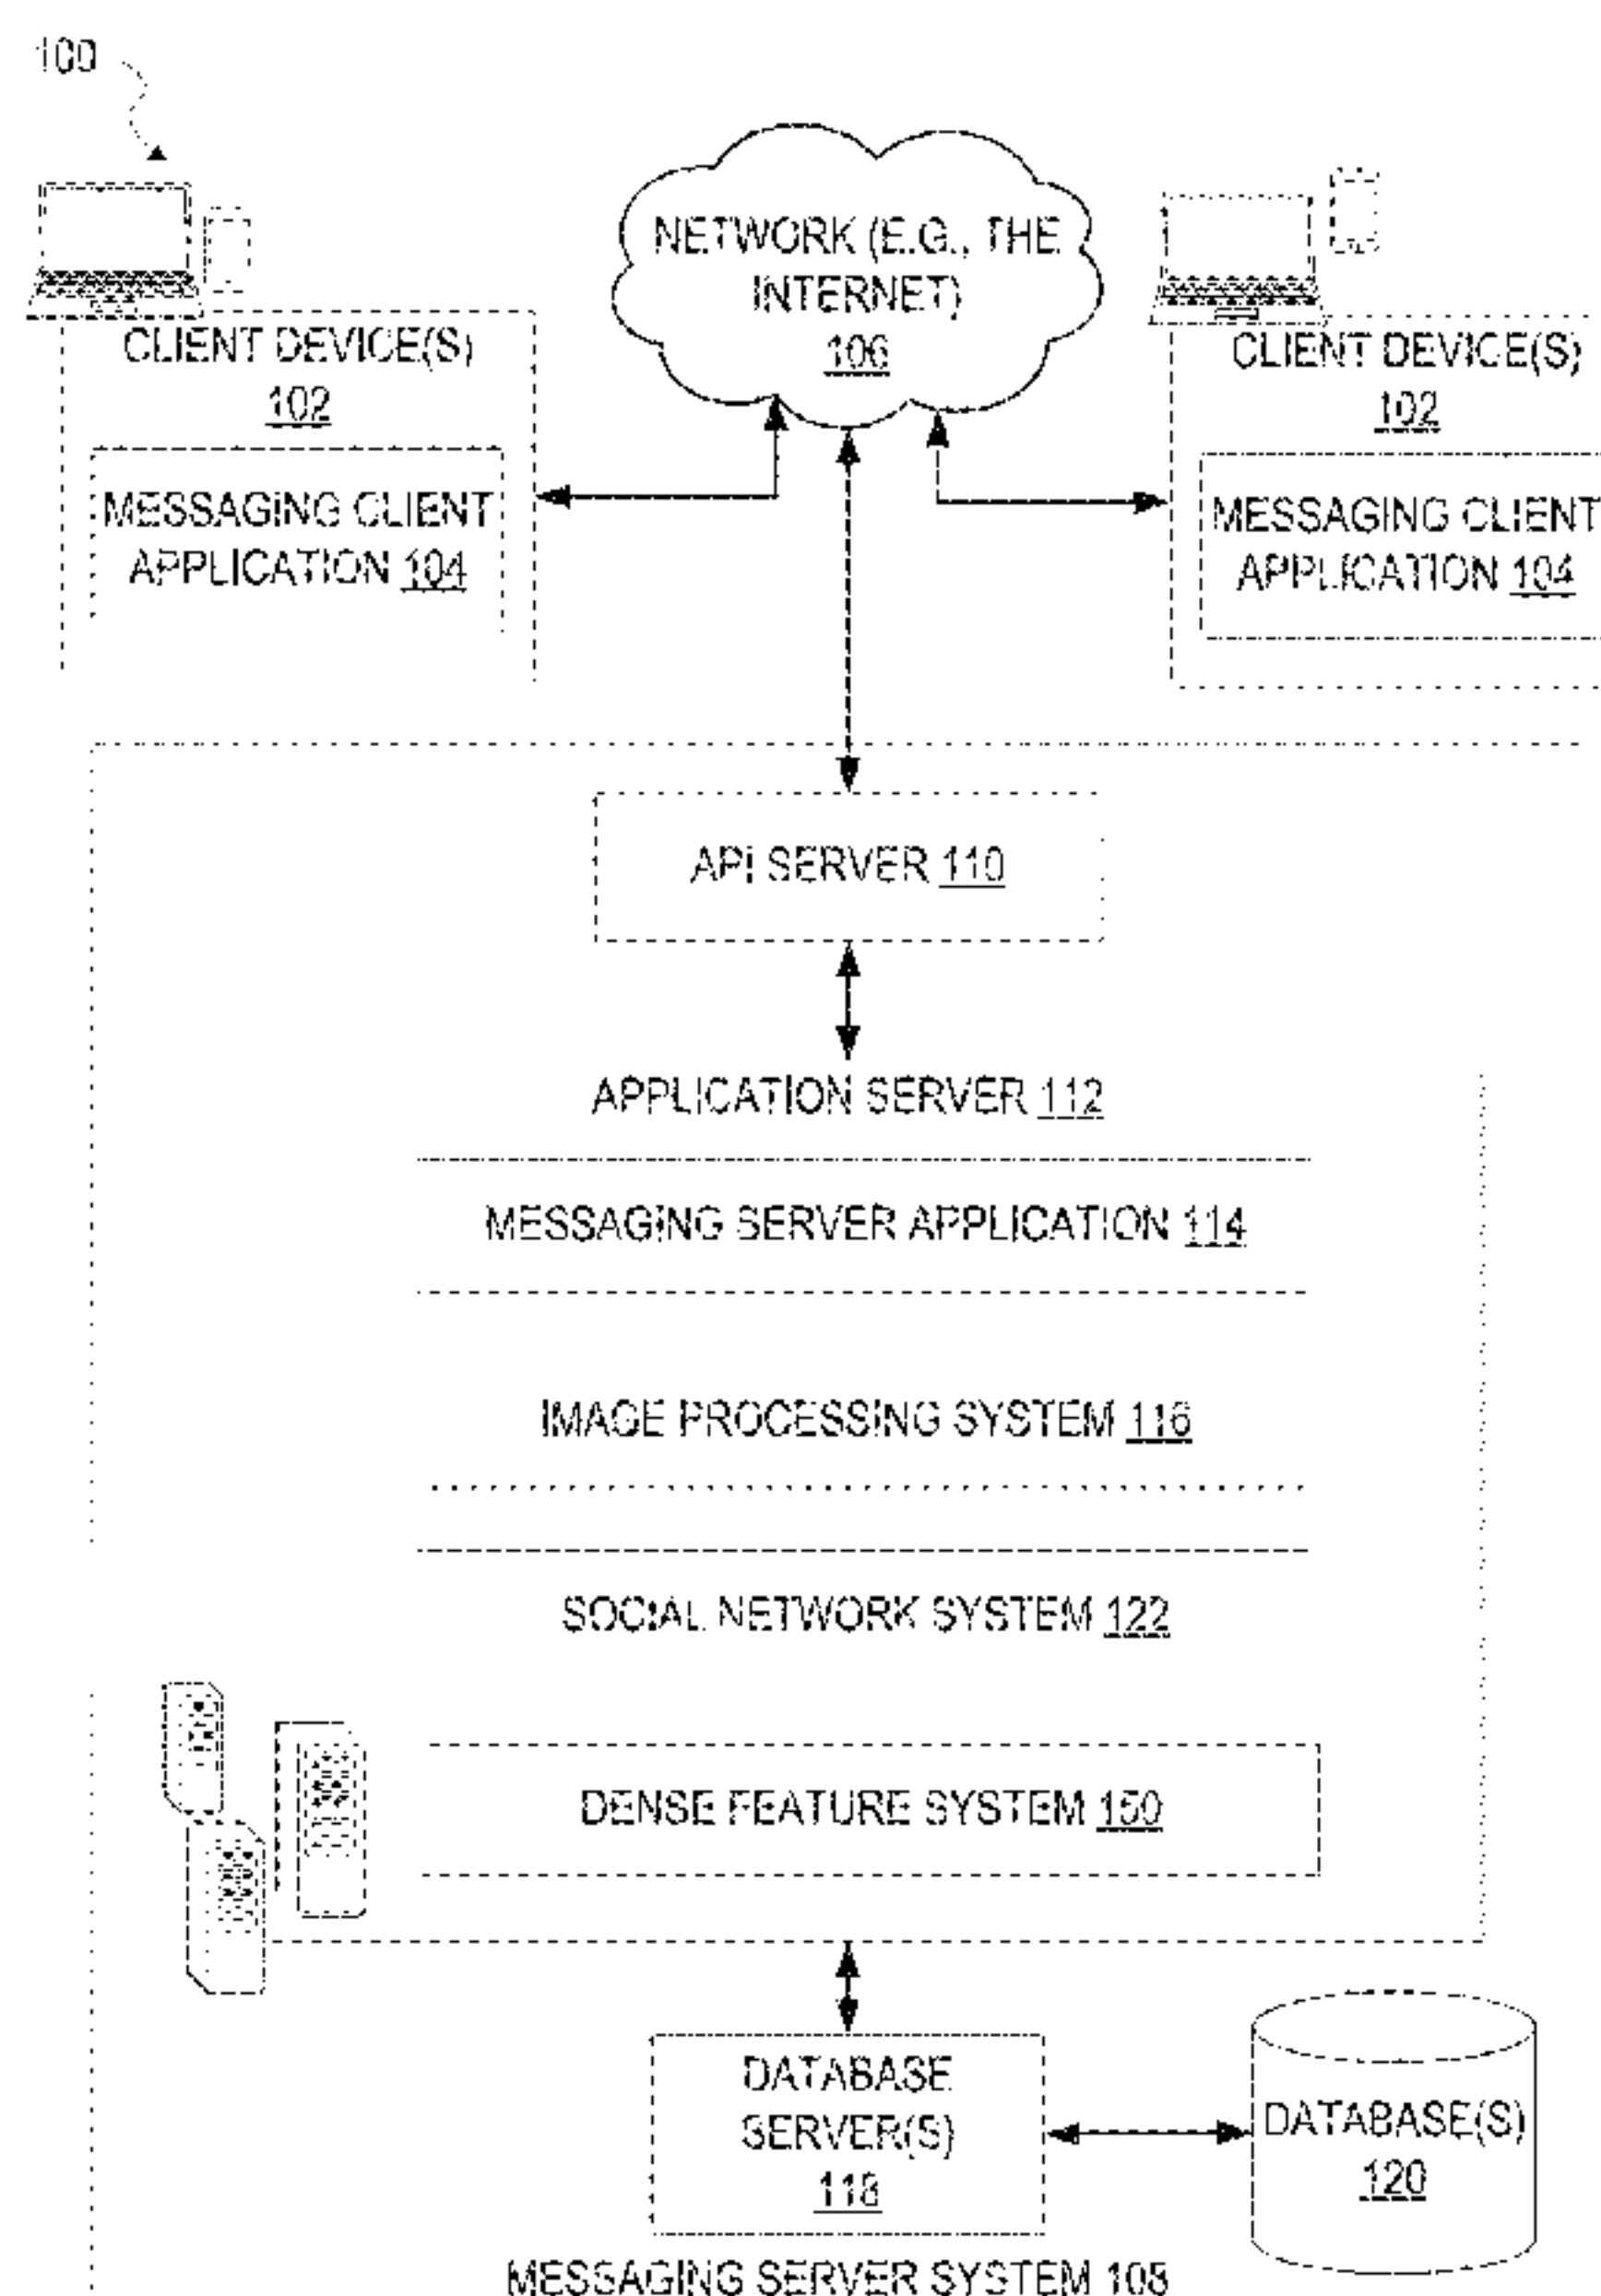 100
NETWORK (E.G., THE
INTERNET)
106
CLIENT DEVICE(S)
102
MESSAGING CLIENT
APPLICATION 104
CLIENT DEVICE(S)
102
MESSAGING CLIENT
APPLICATION 104
API SERVER 110
APPLICATION SERVER 112
MESSAGING SERVER APPLICATION 114
IMAGE PROCESSING SYSTEM 116
SOCIAL NETWORK SYSTEM 122
DENSE FEATURE SYSTEM 150
DATABASE
SERVER(S)
118
DATABASE(S)
120
MESSAGING SERVER SYSTEM 108